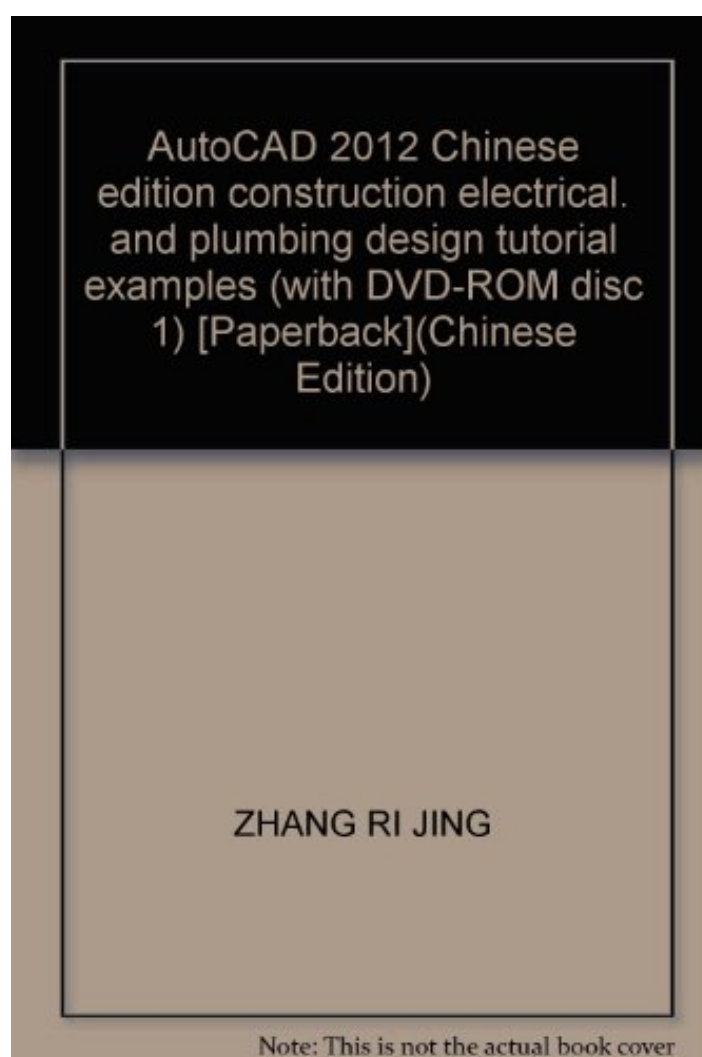 AutoCAD 2012 Chinese
edition construction electrical.
and plumbing design tutorial
examples (with DVD-ROM disc
1) [Paperback](Chinese
Edition)
ZHANG RI JING
Note: This is not the actual book cover